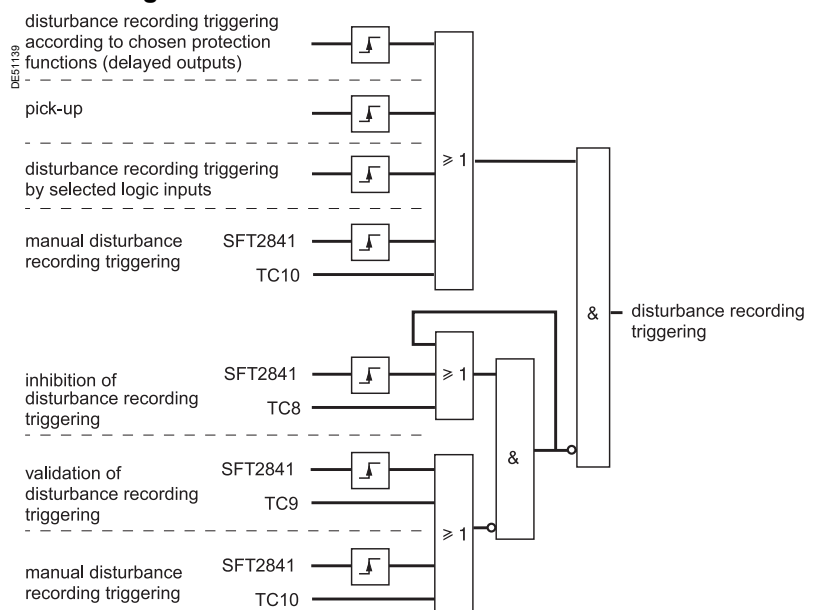 disturbance recording triggering
according to chosen protection
functions (delayed outputs)
DE51139
pick-up
disturbance recording triggering
by selected logic inputs
⩾ 1
manual disturbance
recording triggering
SFT2841
TC10
&
disturbance recording
triggering
inhibition of
disturbance recording
triggering
SFT2841
TC8
⩾ 1
&
validation of
disturbance recording
triggering
SFT2841
TC9
⩾ 1
manual disturbance
recording triggering
SFT2841
TC10